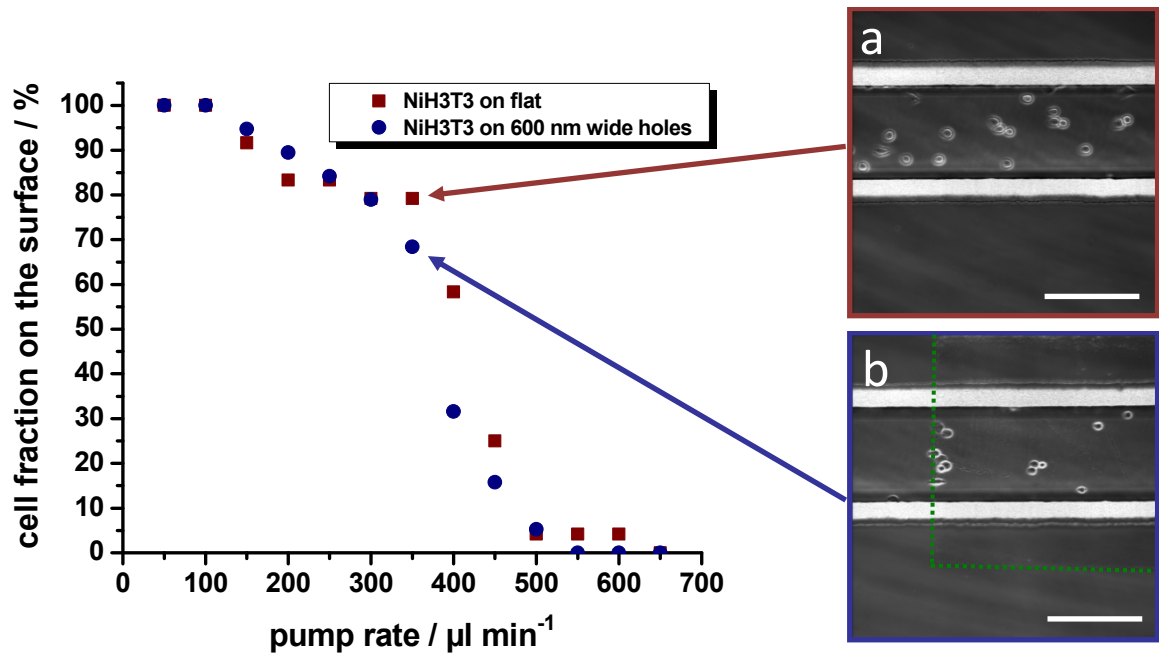 cell fraction on the surface / %
100
90
80
70
60
50
40
30
20
10
0
NiH3T3 on flat
NiH3T3 on 600 nm wide holes
0 100 200 300 400 500 600 700
pump rate / µl min⁻¹
a
b